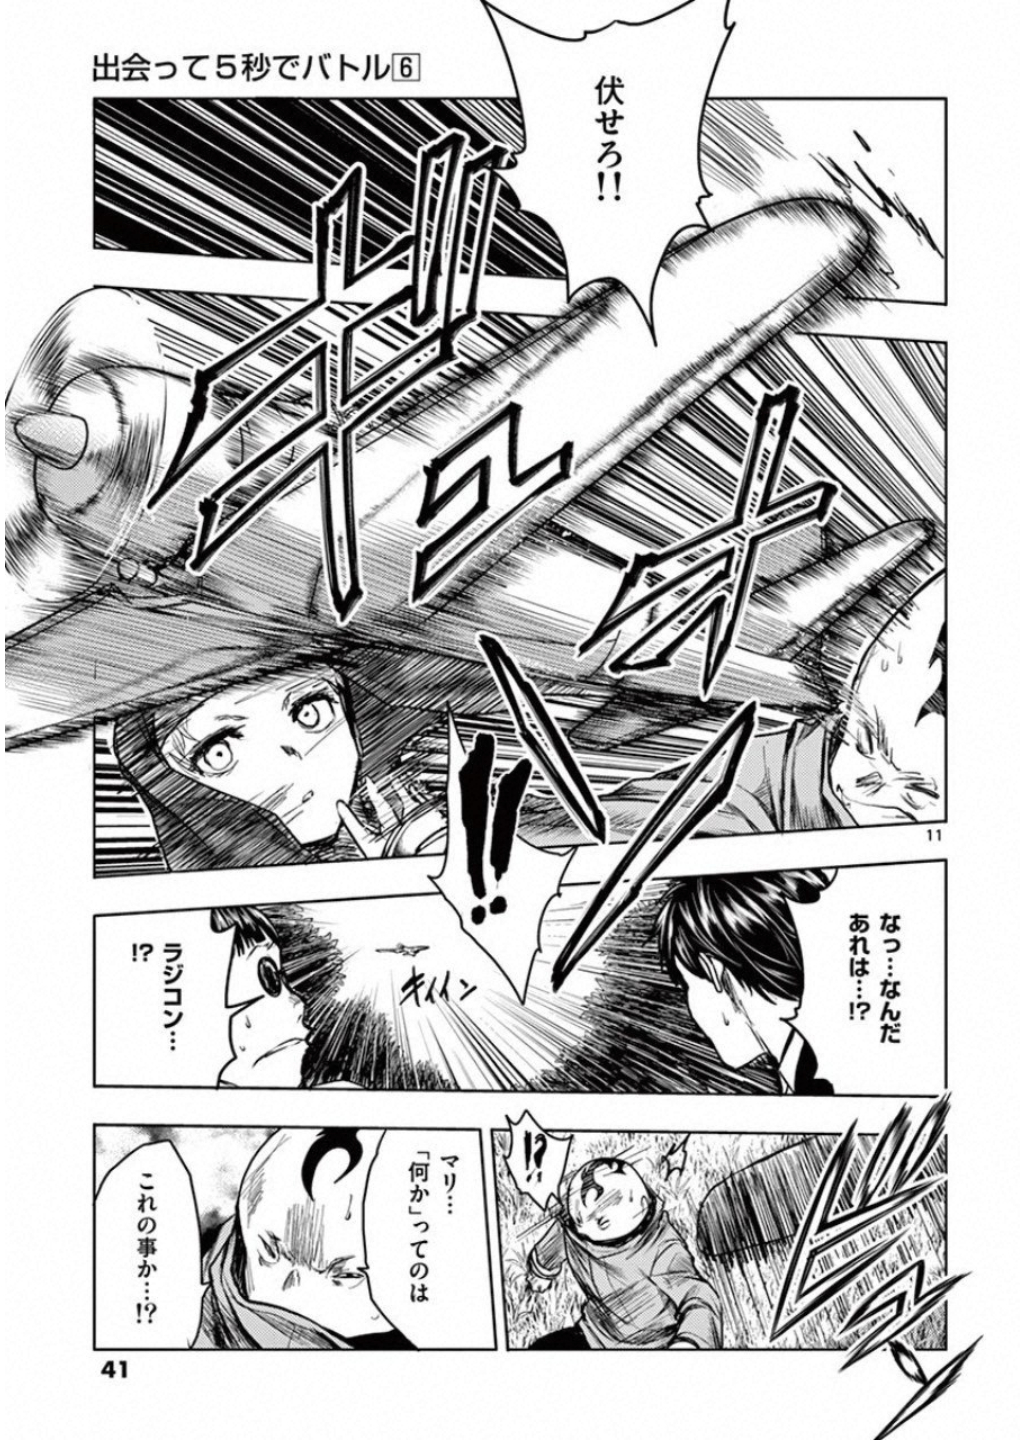 出会って5秒でバトル6
伏せろ!!
ギュオッ
!!
11
なっ…なんだ
あれは…!?
キィイン
ラジコン…
!?
!?
マリ…
「何か」ってのは
これの事か…!?
41